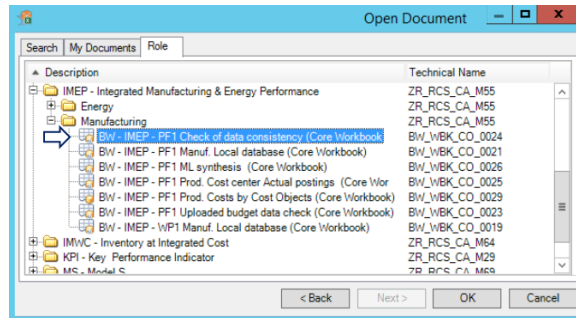 Open Document
Search My Documents Role
Description Technical Name
IMEP - Integrated Manufacturing & Energy Performance ZR_RCS_CA_M55
Energy ZR_RCS_CA_M55
Manufacturing ZR_RCS_CA_M55
BW - IMEP - PF1 Check of data consistency (Core Workbook) BW_WBK_CO_0024
BW - IMEP - PF1 Manuf. Local database (Core Workbook) BW_WBK_CO_0021
BW - IMEP - PF1 ML synthesis (Core Workbook) BW_WBK_CO_0026
BW - IMEP - PF1 Prod. Cost center Actual postings (Core Wor BW_WBK_CO_0025
BW - IMEP - PF1 Prod. Costs by Cost Objects (Core Workbook) BW_WBK_CO_0029
BW - IMEP - PF1 Uploaded budget data check (Core Workbook) BW_WBK_CO_0023
BW - IMEP - WP1 Manuf. Local database (Core Workbook) BW_WBK_CO_0019
IMWC - Inventory at Integrated Cost ZR_RCS_CA_M64
KPI - Key Performance Indicator ZR_RCS_CA_M29
MS - Model S ZR_RCS_CA_M69
< Back Next > OK Cancel